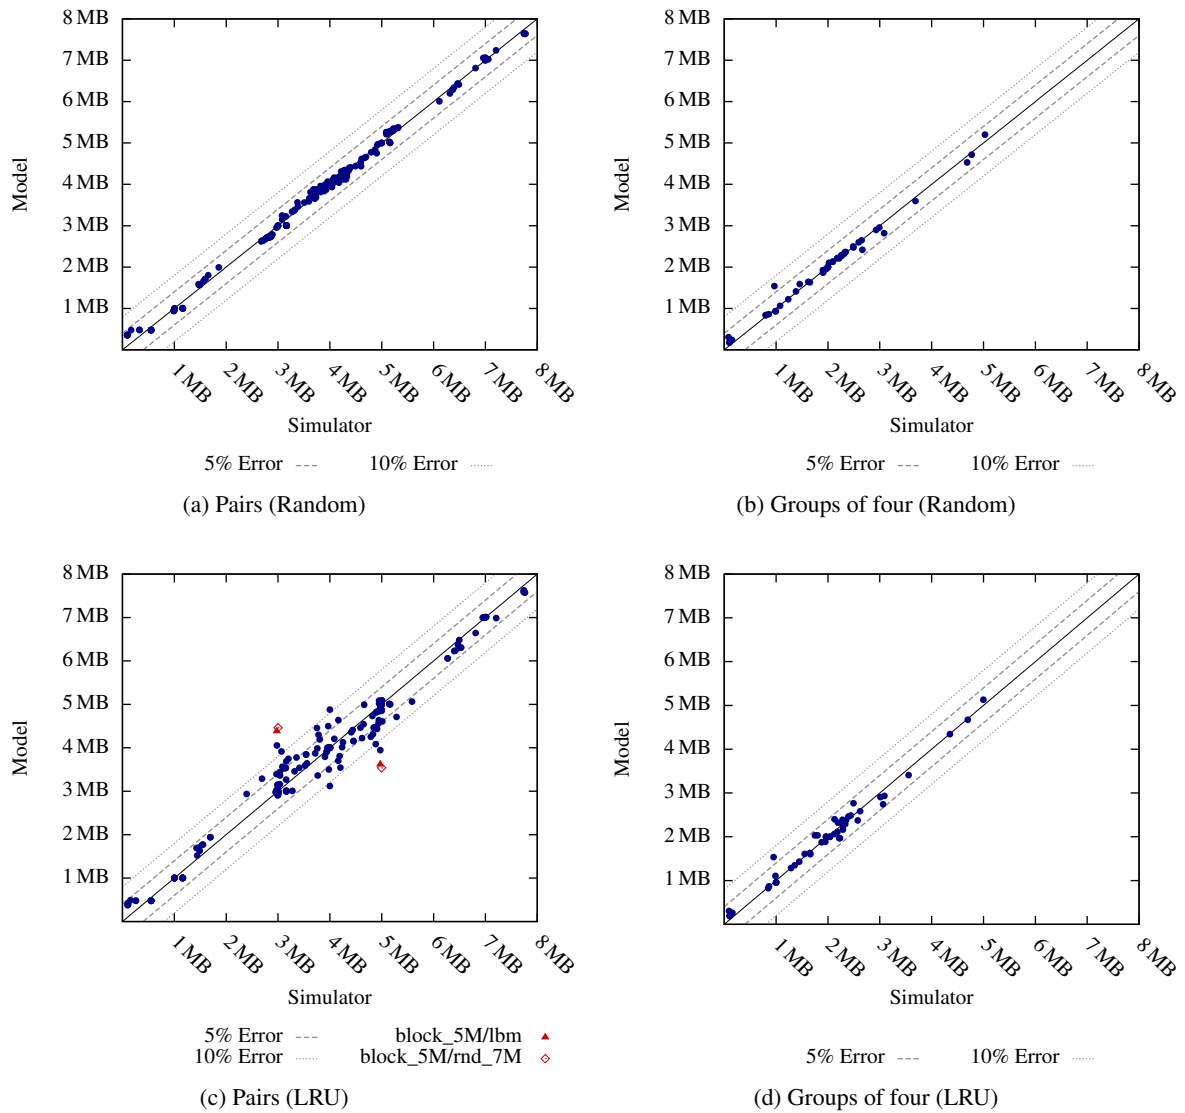 8 MB
7 MB
6 MB
5 MB
4 MB
3 MB
2 MB
1 MB
Model
1 MB 2 MB 3 MB 4 MB 5 MB 6 MB 7 MB 8 MB
Simulator
5% Error 10% Error
(a) Pairs (Random)
8 MB
7 MB
6 MB
5 MB
4 MB
3 MB
2 MB
1 MB
Model
1 MB 2 MB 3 MB 4 MB 5 MB 6 MB 7 MB 8 MB
Simulator
5% Error 10% Error
(b) Groups of four (Random)
8 MB
7 MB
6 MB
5 MB
4 MB
3 MB
2 MB
1 MB
Model
1 MB 2 MB 3 MB 4 MB 5 MB 6 MB 7 MB 8 MB
Simulator
5% Error block_5M/lbm
10% Error block_5M/rnd_7M
(c) Pairs (LRU)
8 MB
7 MB
6 MB
5 MB
4 MB
3 MB
2 MB
1 MB
Model
1 MB 2 MB 3 MB 4 MB 5 MB 6 MB 7 MB 8 MB
Simulator
5% Error 10% Error
(d) Groups of four (LRU)